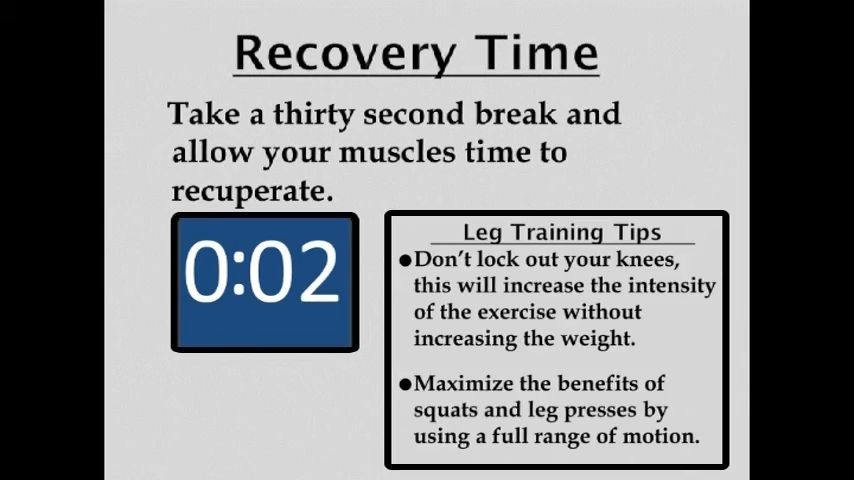 Recovery Time
Take a thirty second break and
allow your muscles time to
recuperate.
0:02
Leg Training Tips
●Don't lock out your knees,
this will increase the intensity
of the exercise without
increasing the weight.
●Maximize the benefits of
squats and leg presses by
using a full range of motion.